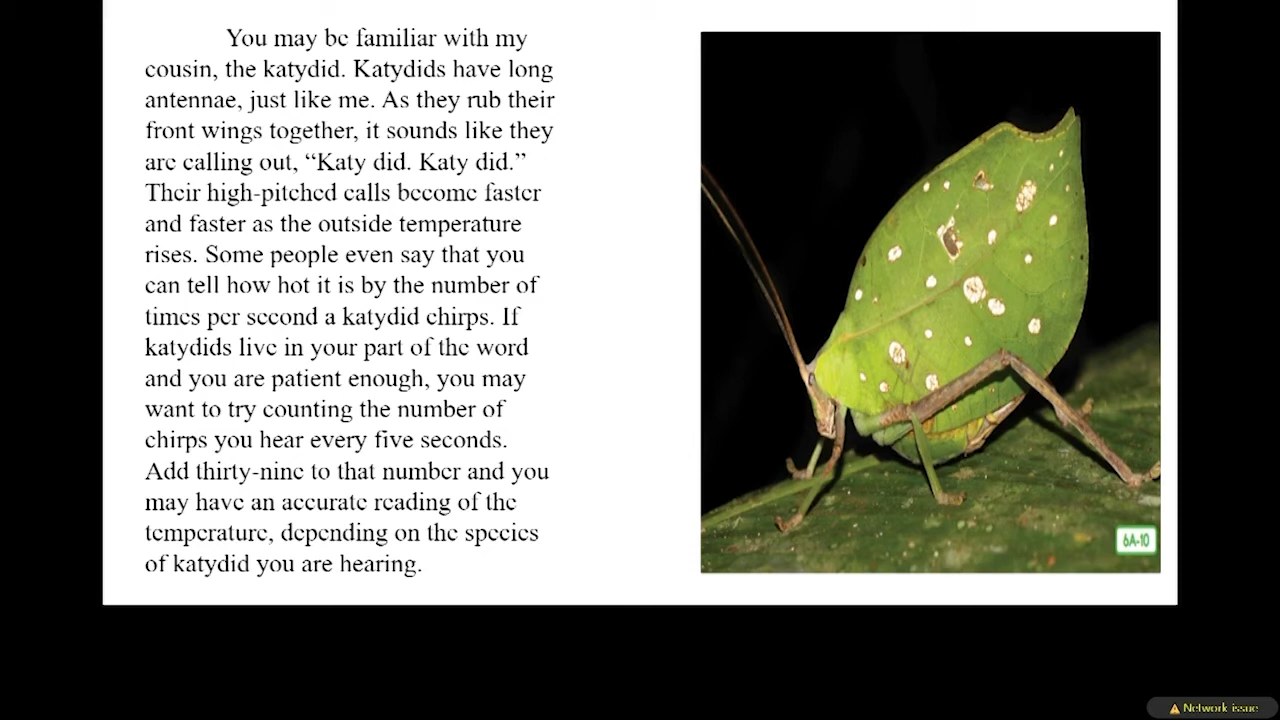 You may be familiar with my
cousin, the katydid. Katydids have long
antennae, just like me. As they rub their
front wings together, it sounds like they
are calling out, “Katy did. Katy did.”
Their high-pitched calls become faster
and faster as the outside temperature
rises. Some people even say that you
can tell how hot it is by the number of
times per second a katydid chirps. If
katydids live in your part of the word
and you are patient enough, you may
want to try counting the number of
chirps you hear every five seconds.
Add thirty-nine to that number and you
may have an accurate reading of the
temperature, depending on the species
of katydid you are hearing.
6A-10
Network issue